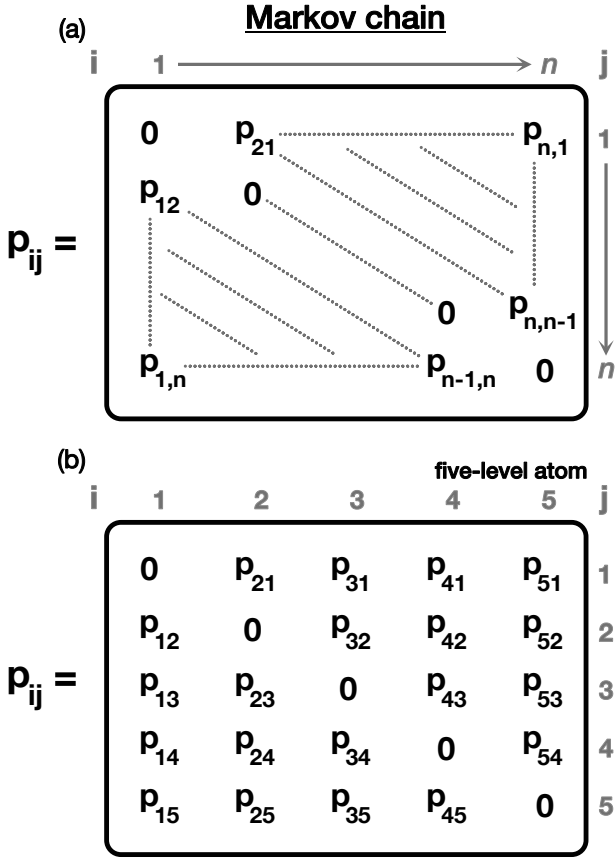 Markov chain
(a)
i 1 n j
0 p21 pn,1 1
p12 0
pij =
0 pn,n-1
p1,n pn-1,n 0 n
(b)
five-level atom
i 1 2 3 4 5 j
0 p21 p31 p41 p51 1
p12 0 p32 p42 p52 2
pij = p13 p23 0 p43 p53 3
p14 p24 p34 0 p54 4
p15 p25 p35 p45 0 5